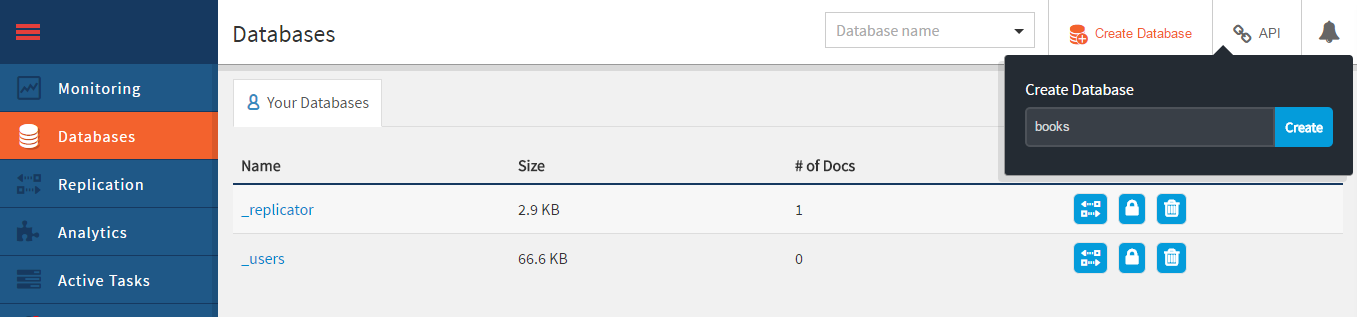 Databases
Database name
Create Database
API
Create Database
books
Create
Monitoring
Databases
Replication
Analytics
Active Tasks
Your Databases
Name Size # of Docs
_replicator 2.9 KB 1
_users 66.6 KB 0